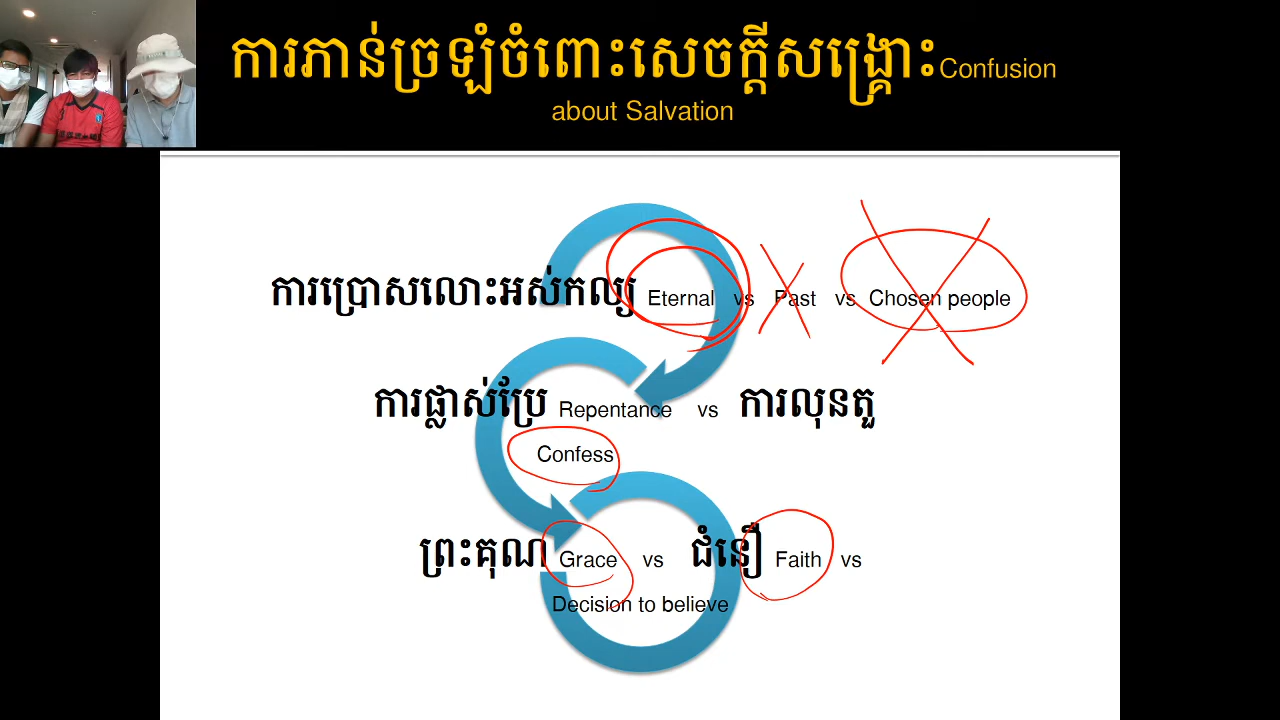 ការភាន់ច្រឡំចំពោះសេចក្តីសង្គ្រោះConfusion
about Salvation
ការប្រោសលោះអស់កល្ប Eternal vs Past vs Chosen people
ការផ្លាស់ប្រែ Repentance vs ការលុនតួ
Confess
ព្រះគុណ Grace vs ជំនឿ Faith vs
Decision to believe